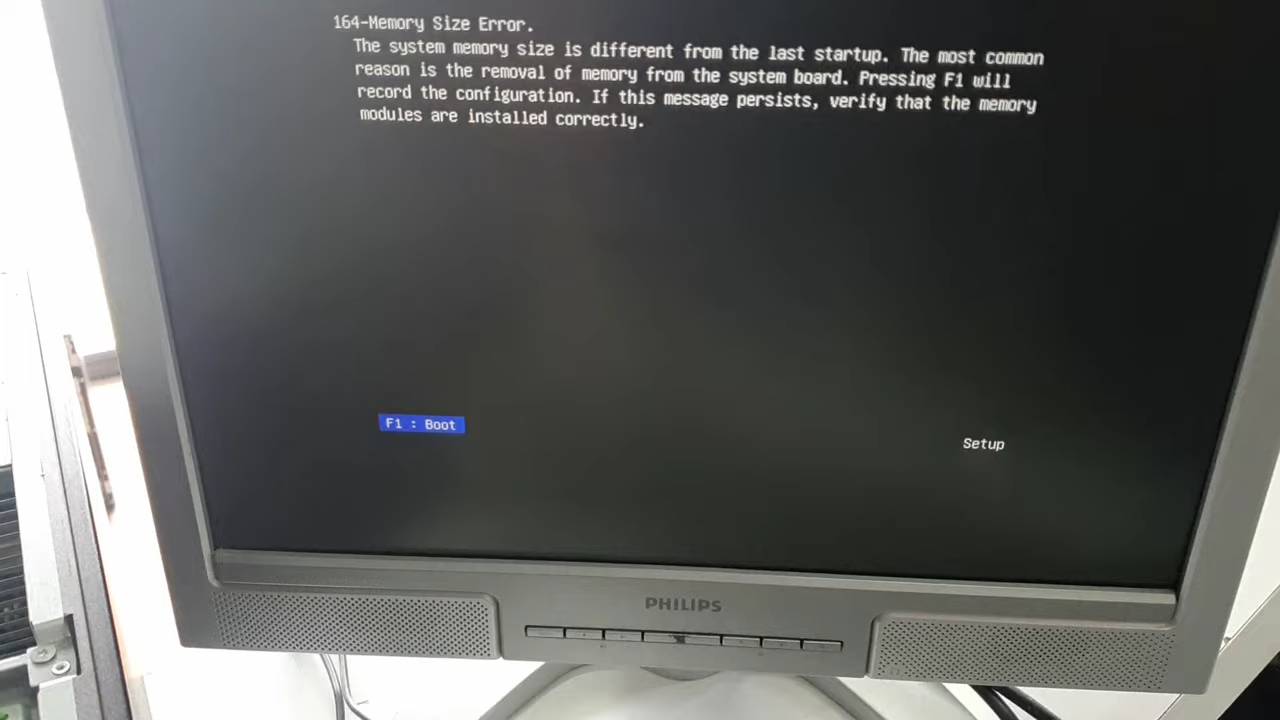 164-Memory Size Error.
The system memory size is different from the last startup. The most common
reason is the removal of memory from the system board. Pressing F1 will
record the configuration. If this message persists, verify that the memory
modules are installed correctly.
F1 : Boot
Setup
PHILIPS